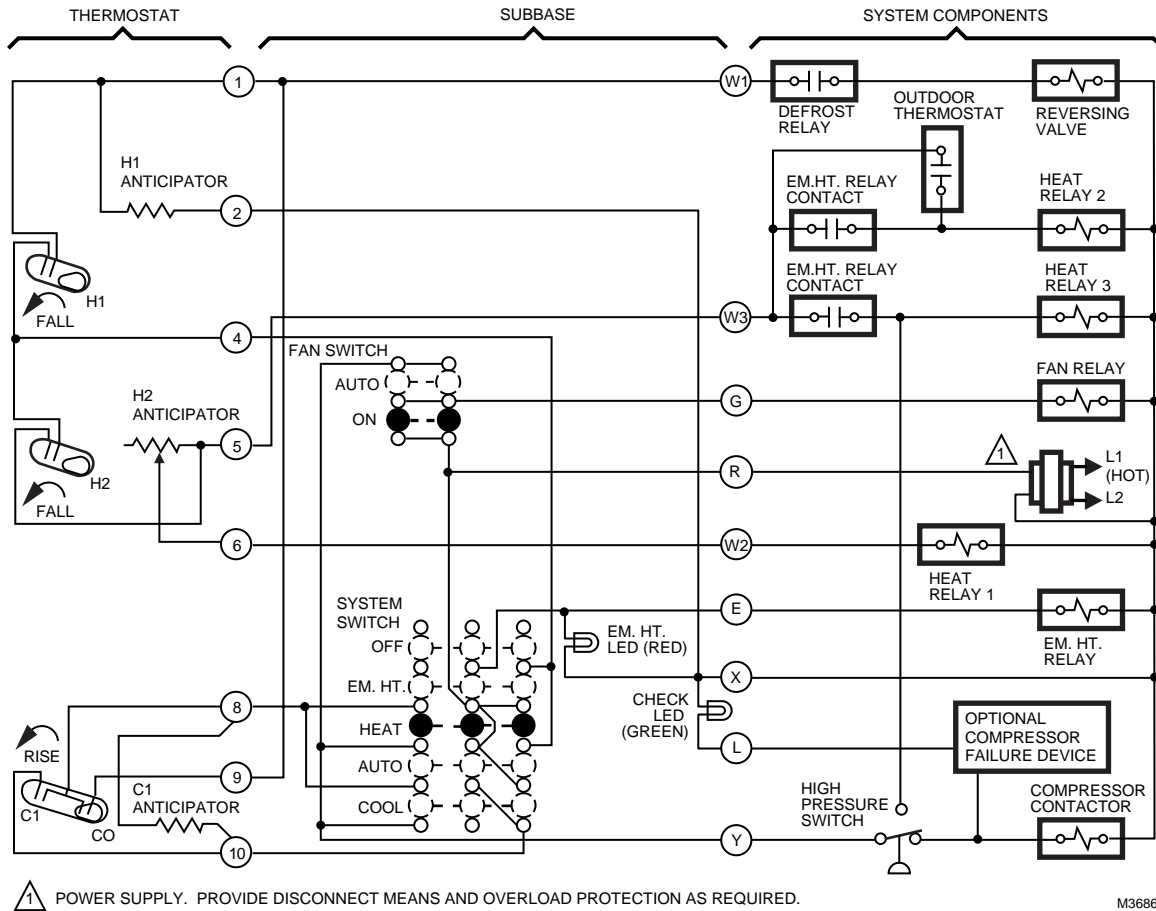 THERMOSTAT
SUBBASE
SYSTEM COMPONENTS
1
W1
DEFROST
RELAY
OUTDOOR
THERMOSTAT
REVERSING
VALVE
H1
ANTICIPATOR
2
EM.HT. RELAY
CONTACT
HEAT
RELAY 2
H1
FALL
EM.HT. RELAY
CONTACT
HEAT
RELAY 3
W3
4
FAN SWITCH
AUTO
ON
FAN RELAY
G
H2
ANTICIPATOR
5
H2
FALL
R
1
L1
(HOT)
L2
6
W2
HEAT
RELAY 1
SYSTEM
SWITCH
OFF
EM. HT.
HEAT
AUTO
COOL
E
EM. HT.
LED (RED)
EM. HT.
RELAY
X
CHECK
LED
(GREEN)
L
OPTIONAL
COMPRESSOR
FAILURE DEVICE
8
RISE
9
C1
ANTICIPATOR
C1
CO
10
HIGH
PRESSURE
SWITCH
COMPRESSOR
CONTACTOR
Y
1 POWER SUPPLY. PROVIDE DISCONNECT MEANS AND OVERLOAD PROTECTION AS REQUIRED.
M3686